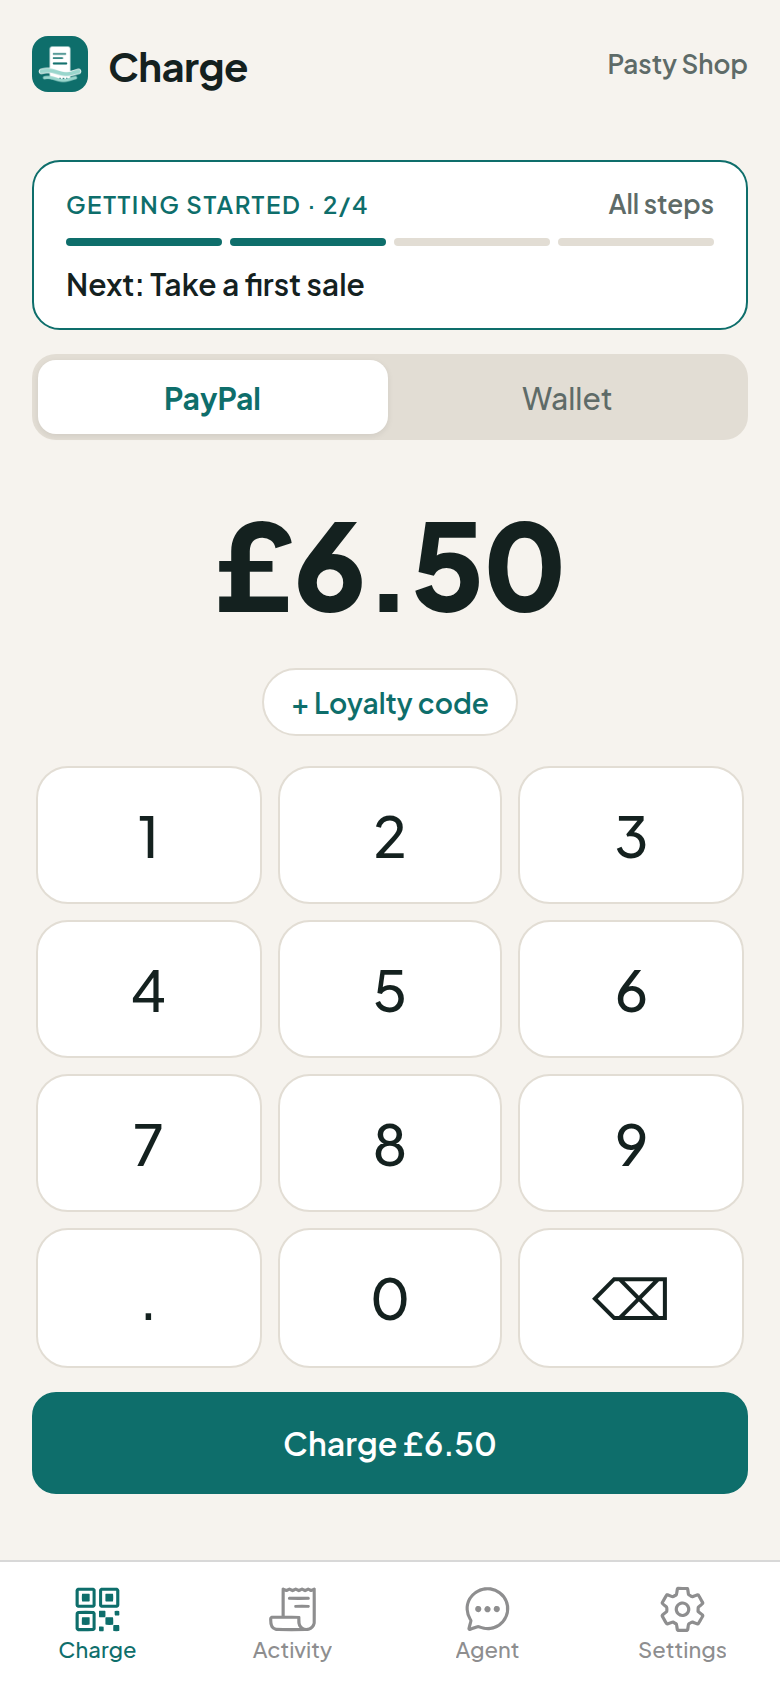 Charge
Pasty Shop
GETTING STARTED · 2/4
All steps
Next: Take a first sale
PayPal
Wallet
£6.50
+ Loyalty code
1
2
3
4
5
6
7
8
9
.
0
⌫
Charge £6.50
Charge
Activity
Agent
Settings